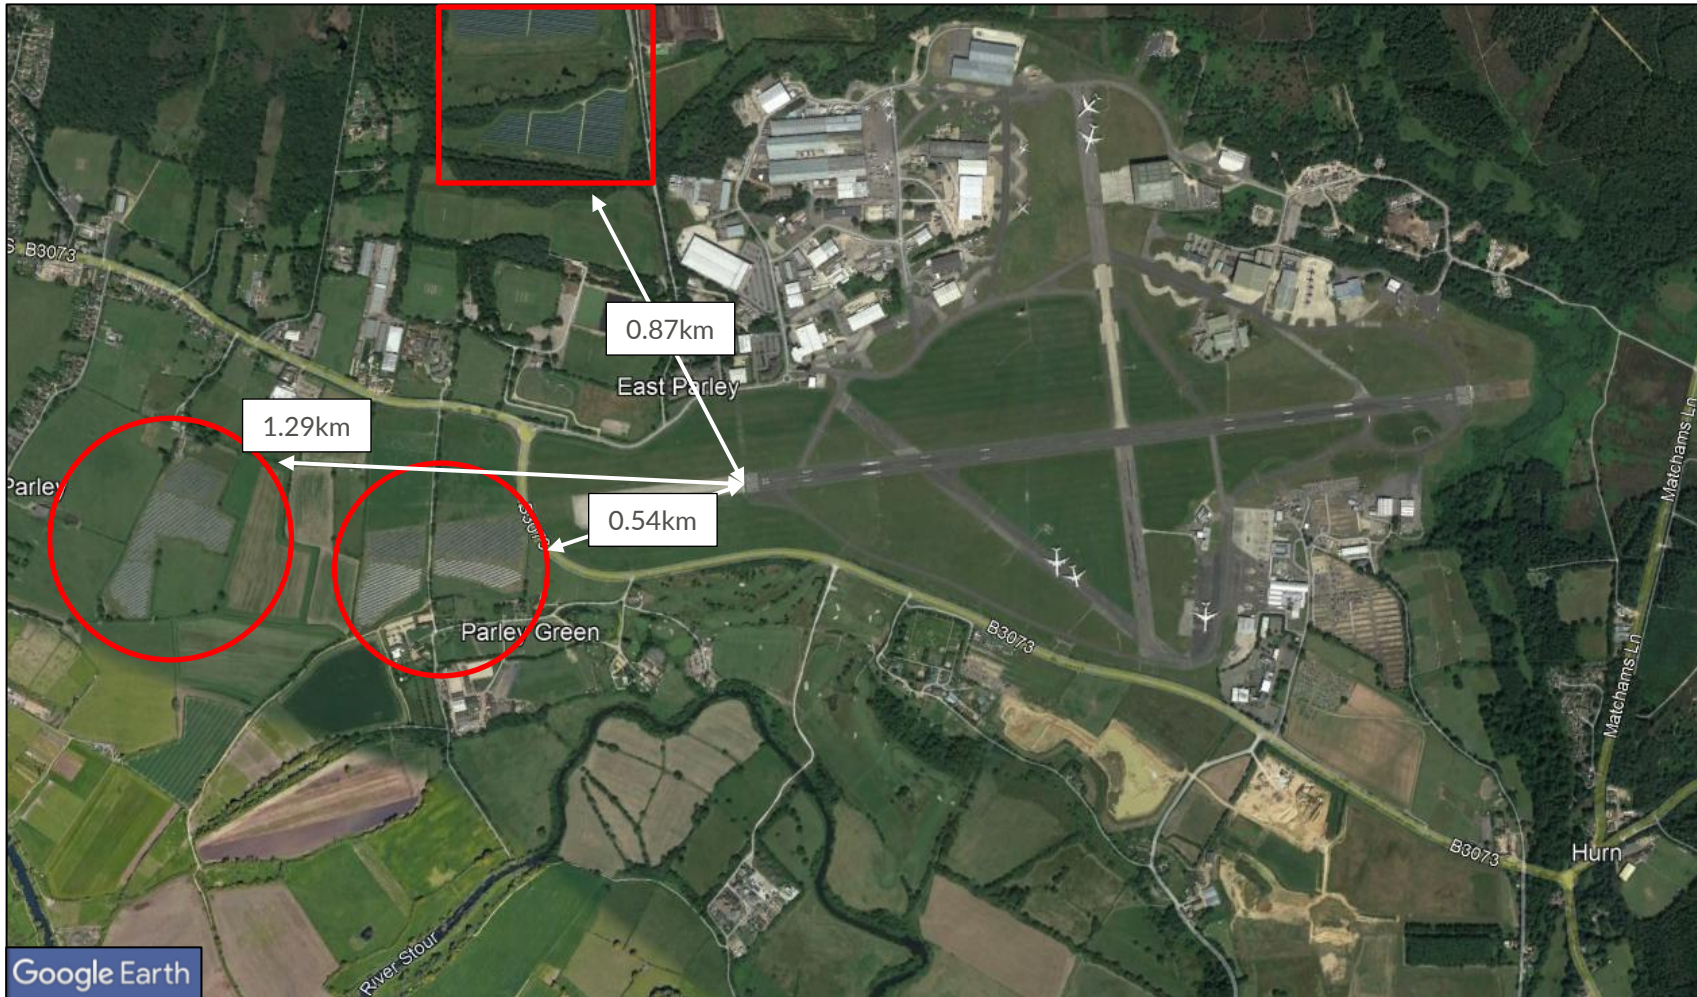 S B3073
0.87km
East Parley
1.29km
Parley
0.54km
B3073
Parley Green
B3073
Matchams Ln
Matchams Ln
B3073
Hurn
River Stour
Google Earth